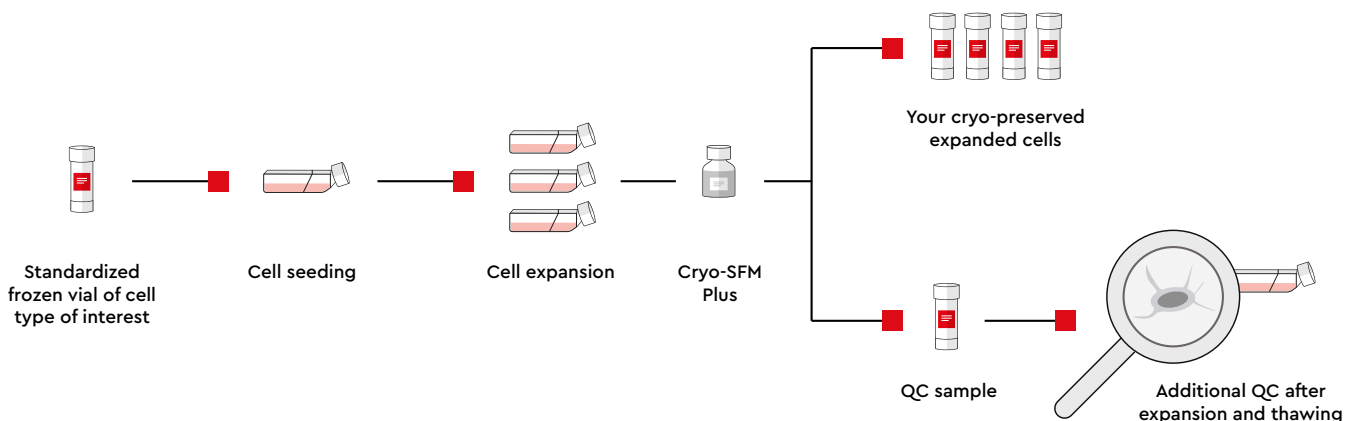 Standardized
frozen vial of cell
type of interest
Cell seeding
Cell expansion
Cryo-SFM
Plus
Your cryo-preserved
expanded cells
QC sample
Additional QC after
expansion and thawing